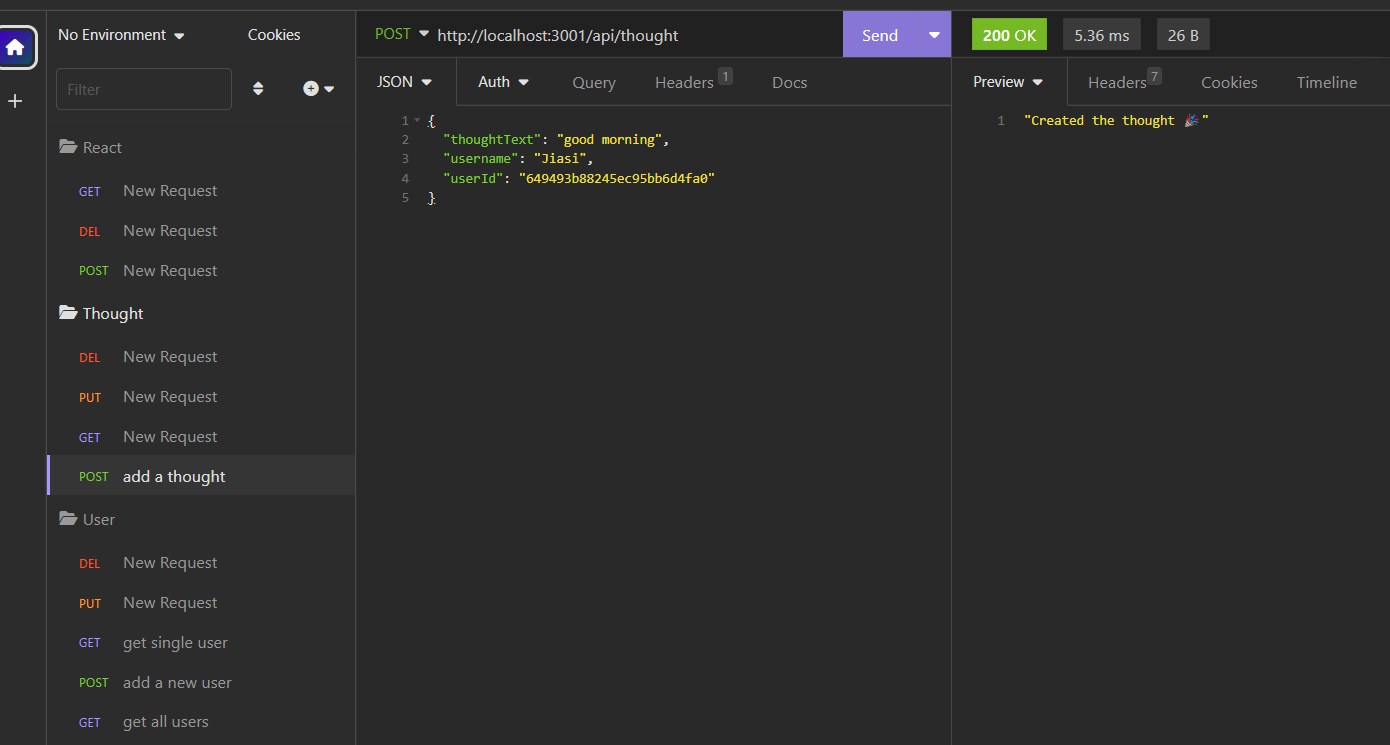 No Environment Cookies
Filter
React
GET New Request
DEL New Request
POST New Request
Thought
DEL New Request
PUT New Request
GET New Request
POST add a thought
User
DEL New Request
PUT New Request
GET get single user
POST add a new user
GET get all users
POST http://localhost:3001/api/thought Send
JSON Auth Query Headers 1 Docs
1 {
2 "thoughtText": "good morning",
3 "username": "Jiasi",
4 "userId": "649493b88245ec95bb6d4fa0"
5 }
200 OK 5.36 ms 26 B
Preview Headers 7 Cookies Timeline
1 "Created the thought 🎉"